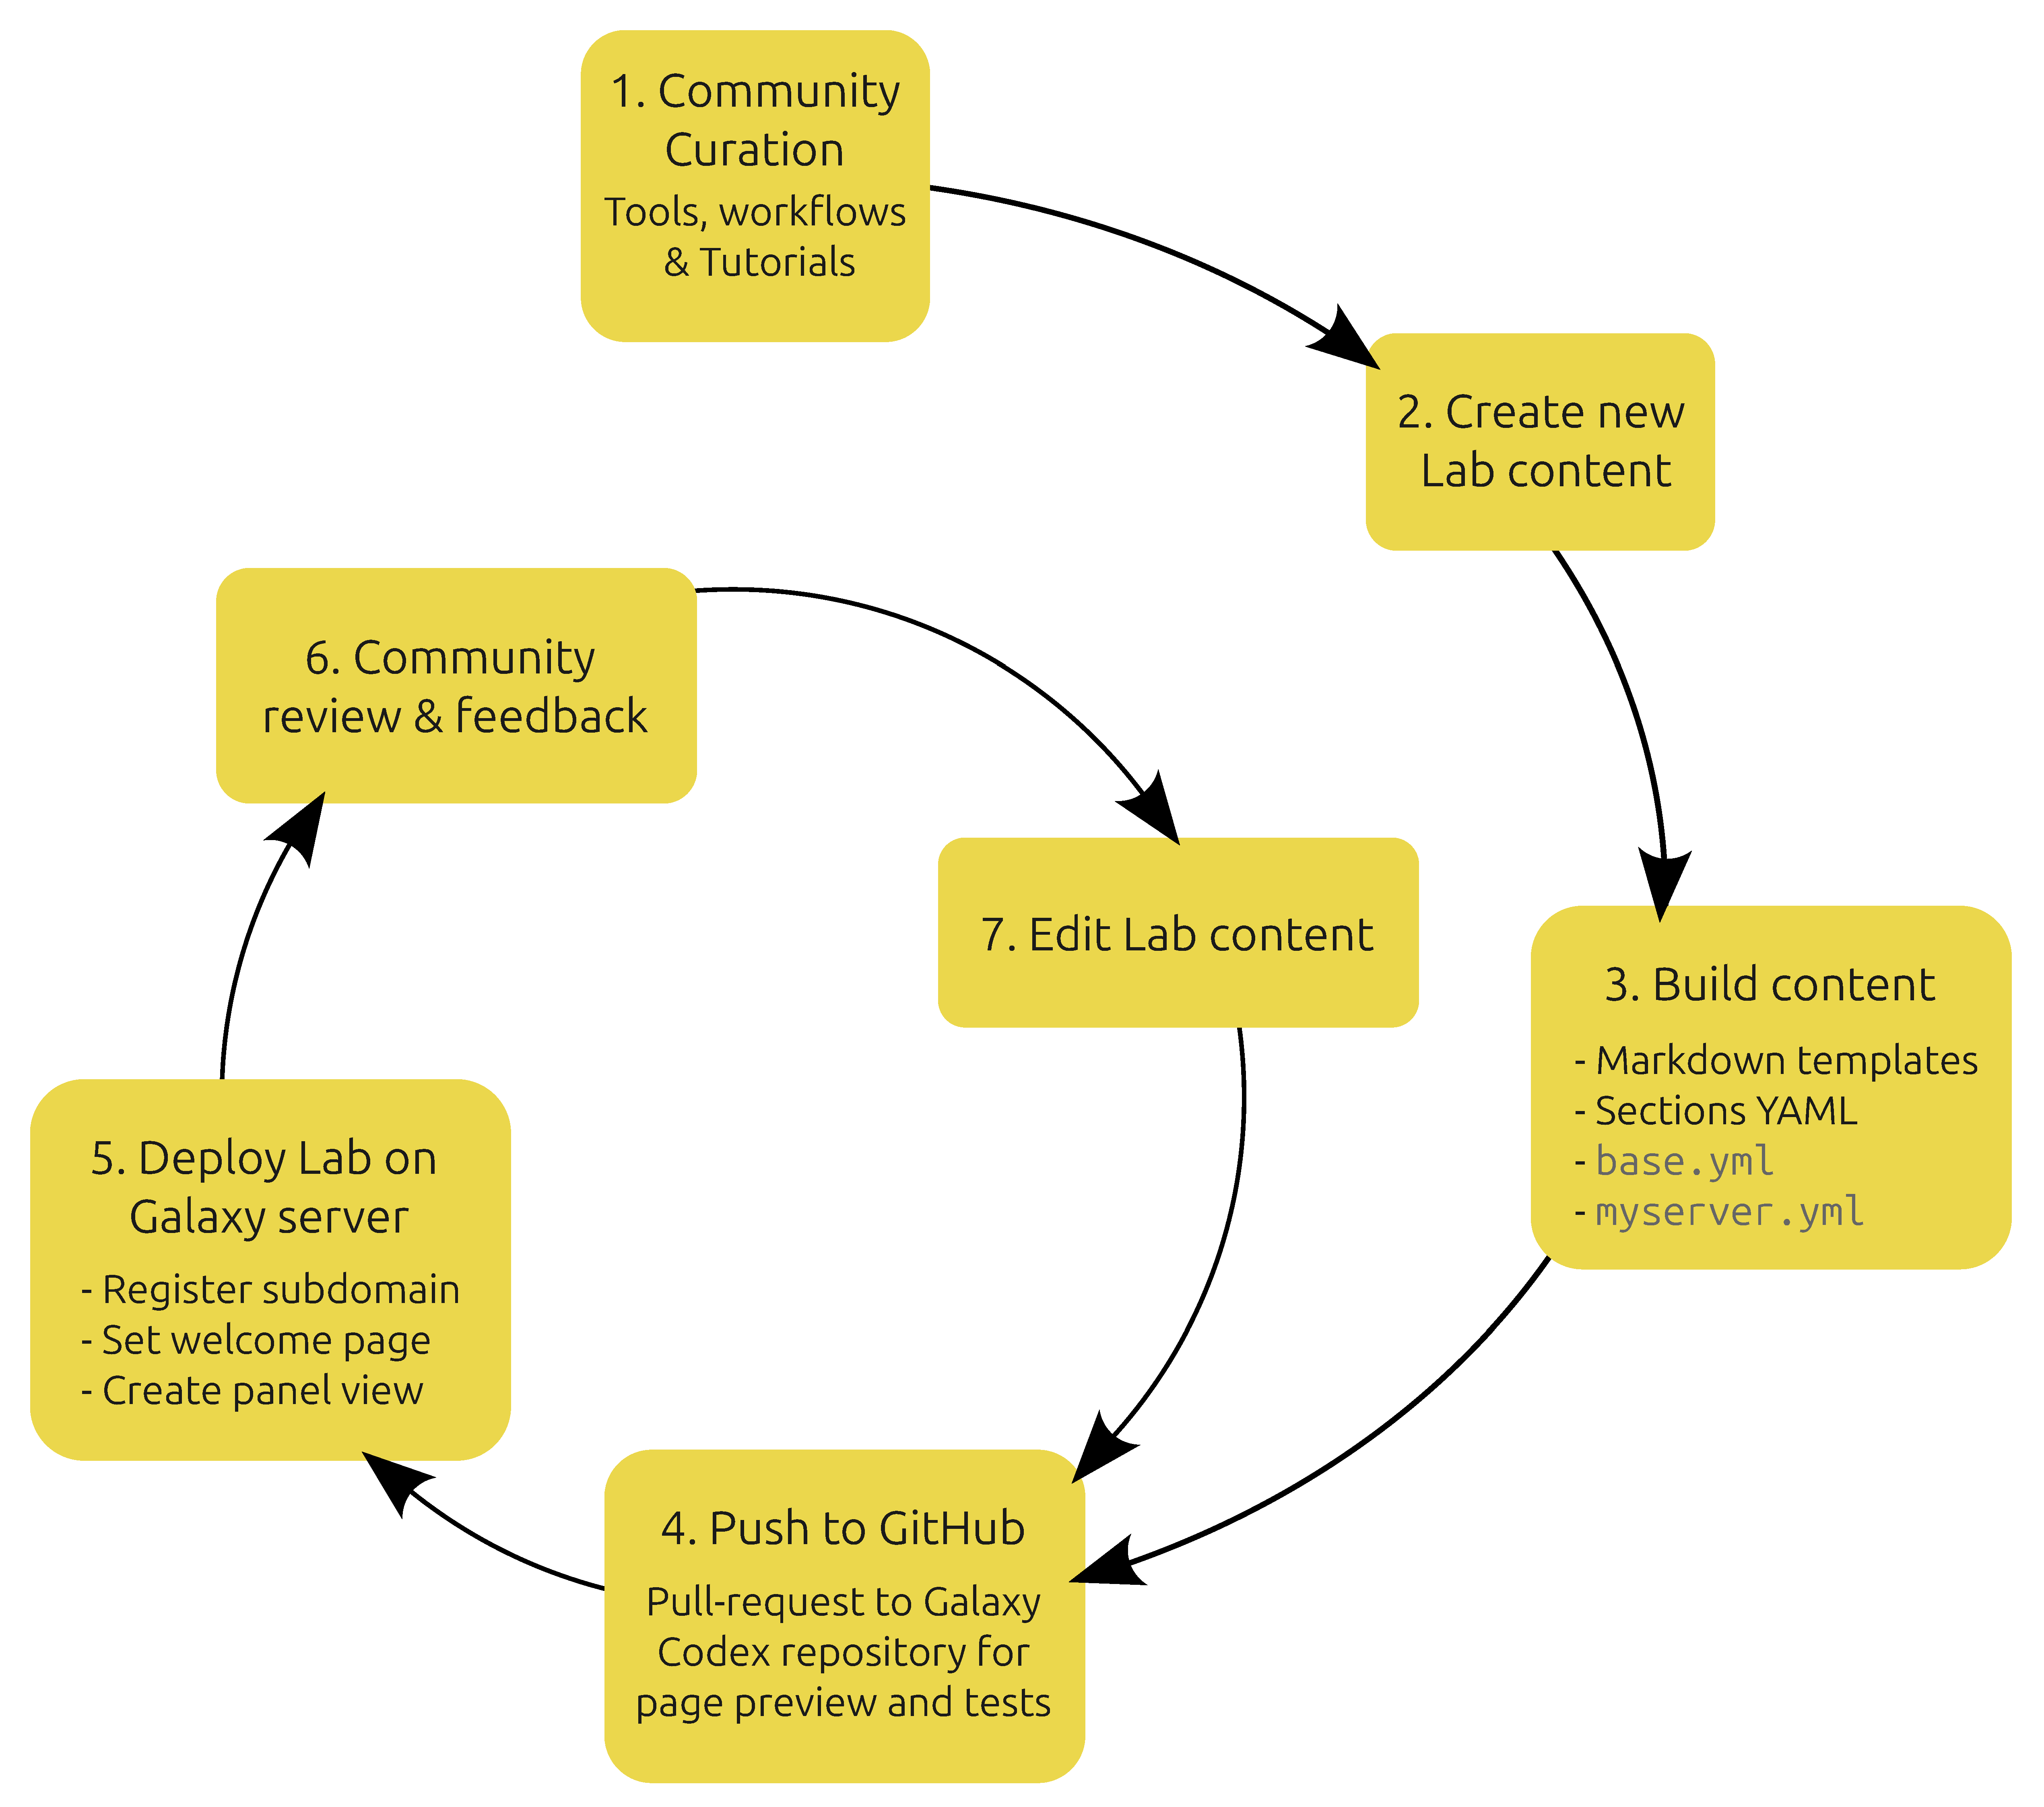 1. Community
Curation
Tools, workflows
& Tutorials
2. Create new
Lab content
3. Build content
- Markdown templates
- Sections YAML
- base.yml
- myserver.yml
4. Push to GitHub
Pull-request to Galaxy
Codex repository for
page preview and tests
5. Deploy Lab on
Galaxy server
- Register subdomain
- Set welcome page
- Create panel view
6. Community
review & feedback
7. Edit Lab content